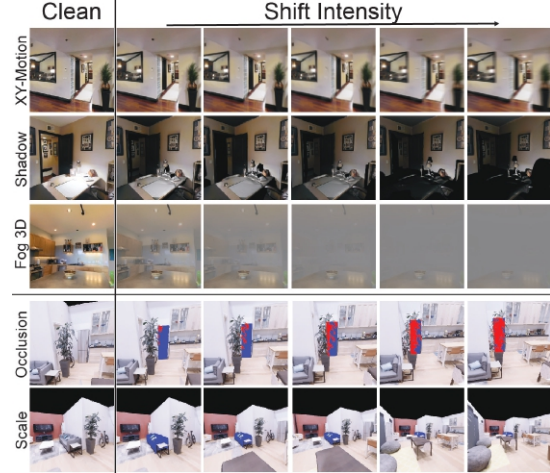 Clean
Shift Intensity
XY-Motion
Shadow
Fog 3D
Occlusion
Scale